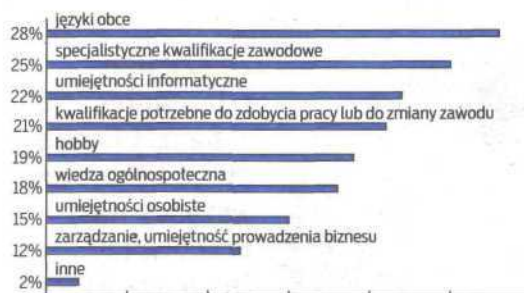 języki obce
28%
specjalistyczne kwalifikacje zawodowe
25%
umiejętności informatyczne
22%
kwalifikacje potrzebne do zdobycia pracy lub do zmiany zawodu
21%
hobby
19%
wiedza ogólnospołeczna
18%
umiejętności osobiste
15%
zarządzanie, umiejętność prowadzenia biznesu
12%
inne
2%